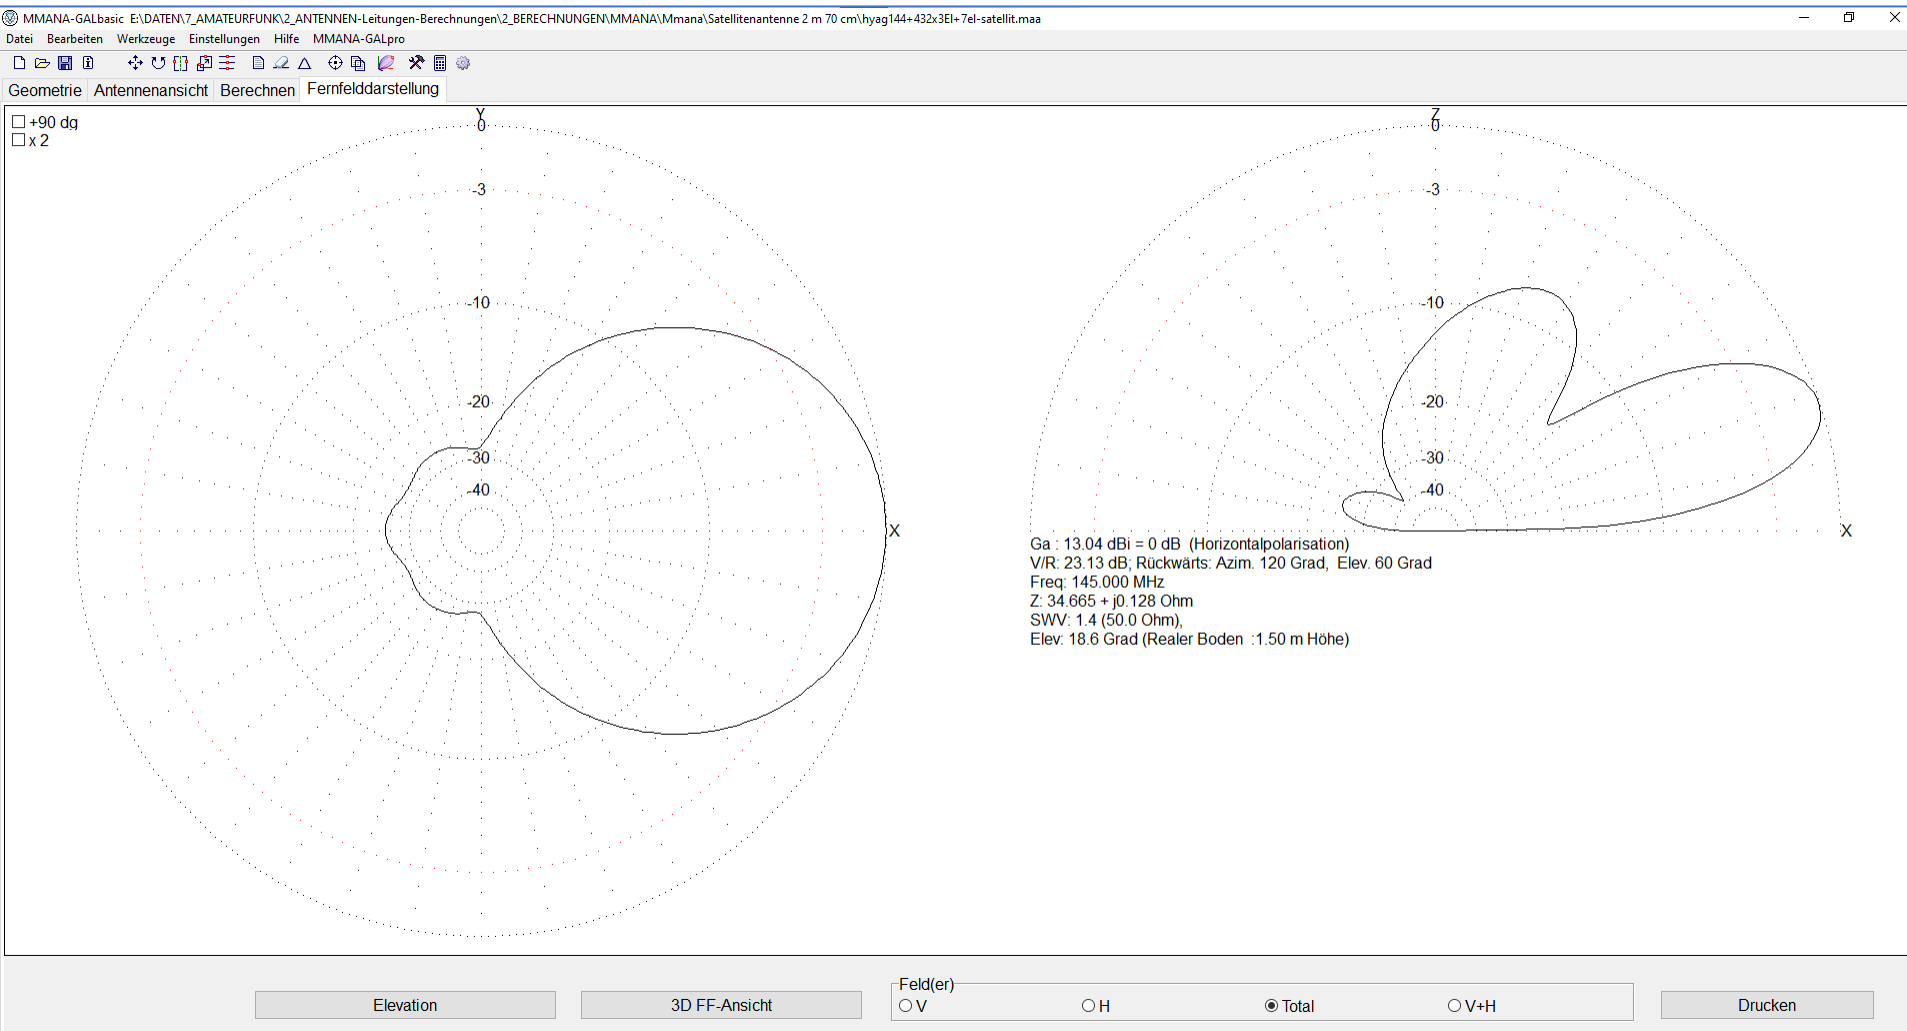 MMANA-GALbasic E:\DATEN\7_AMATEURFUNK\2_ANTENNEN-Leitungen-Berechnungen\2_BERECHNUNGEN\MMANA\Mmana\Satellitenantenne 2 m 70 cm\hyag144+432x3El+7el-satellit.maa
Datei Bearbeiten Werkzeuge Einstellungen Hilfe MMANA-GALpro
Geometrie Antennenansicht Berechnen Fernfelddarstellung
+90 dg
x 2
Y
0
-3
-10
-20
-30
-40
X
Z
0
-3
-10
-20
-30
-40
X
Ga : 13.04 dBi = 0 dB (Horizontalpolarisation)
V/R: 23.13 dB; Rückwärts: Azim. 120 Grad, Elev. 60 Grad
Freq: 145.000 MHz
Z: 34.665 + j0.128 Ohm
SWV: 1.4 (50.0 Ohm),
Elev: 18.6 Grad (Realer Boden :1.50 m Höhe)
Elevation
3D FF-Ansicht
Feld(er)
V H Total V+H
Drucken